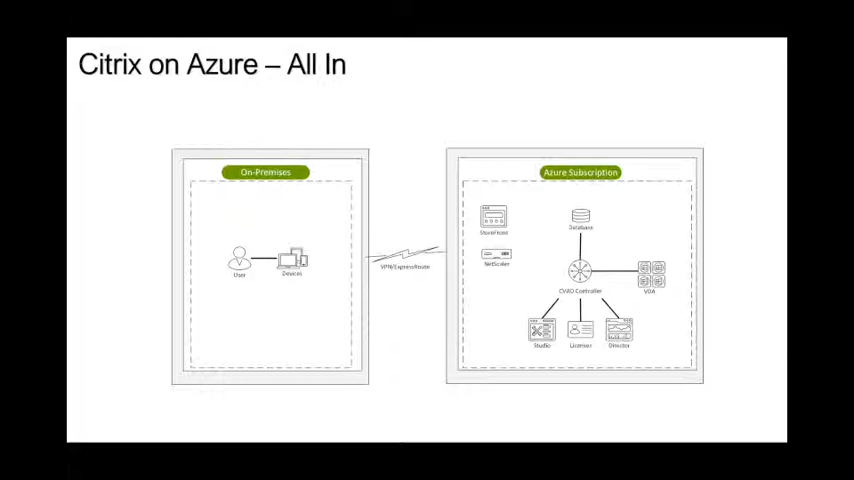 Citrix on Azure – All In
On-Premises
User
Devices
VPN/ExpressRoute
Azure Subscription
StoreFront
NetScaler
Database
CVAD Controller
VDA
Studio
Licenses
Director